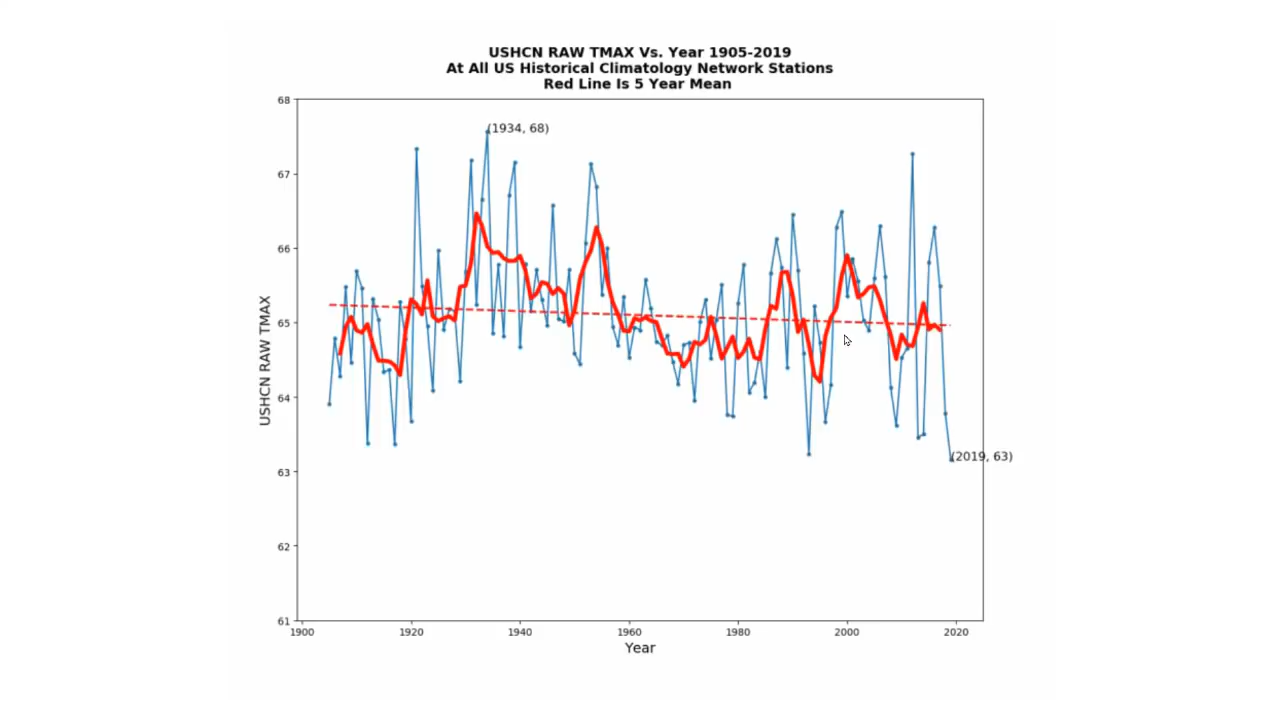 USHCN RAW TMAX Vs. Year 1905-2019
At All US Historical Climatology Network Stations
Red Line Is 5 Year Mean
68
(1934, 68)
67
66
65
64
63
62
61
USHCN RAW TMAX
(2019, 63)
1900 1920 1940 1960 1980 2000 2020
Year